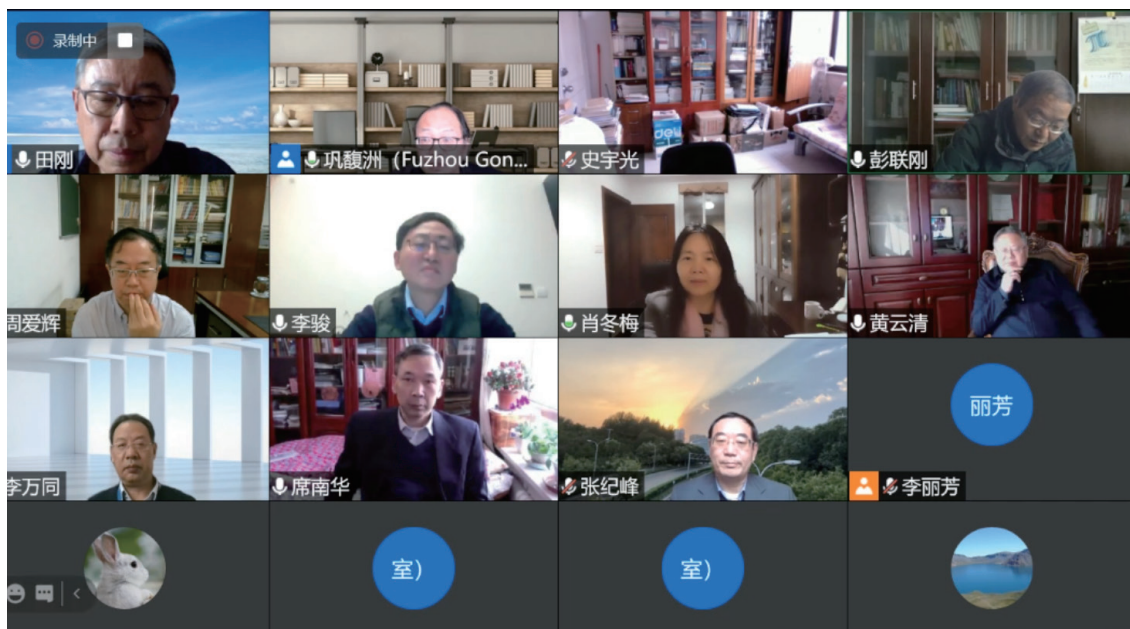 录制中
田刚
巩馥洲（Fuzhou Gon...
史宇光
彭联刚
deli
π
周爱辉
李骏
肖冬梅
黄云清
李万同
席南华
张纪峰
丽芳
李丽芳
室）
室）